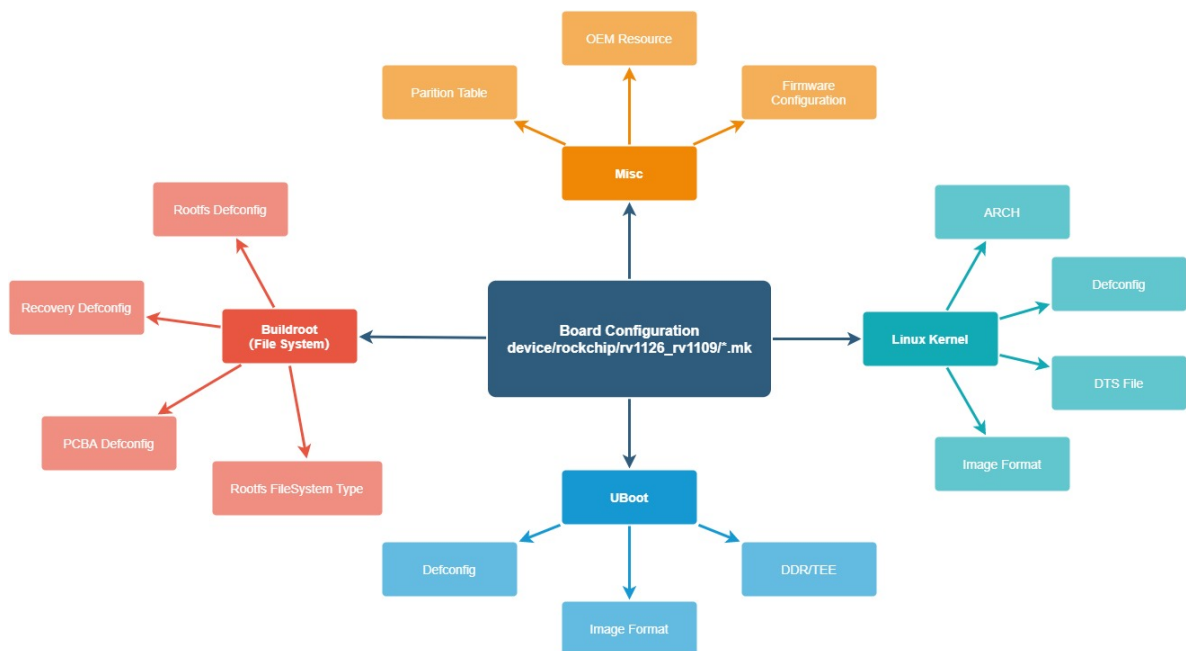 OEM Resource
Parition Table
Firmware
Configuration
Misc
Rootfs Defconfig
ARCH
Recovery Defconfig
Defconfig
Buildroot
(File System)
Board Configuration
device/rockchip/rv1126_rv1109/*.mk
Linux Kernel
DTS File
PCBA Defconfig
Image Format
Rootfs FileSystem Type
UBoot
Defconfig
DDR/TEE
Image Format